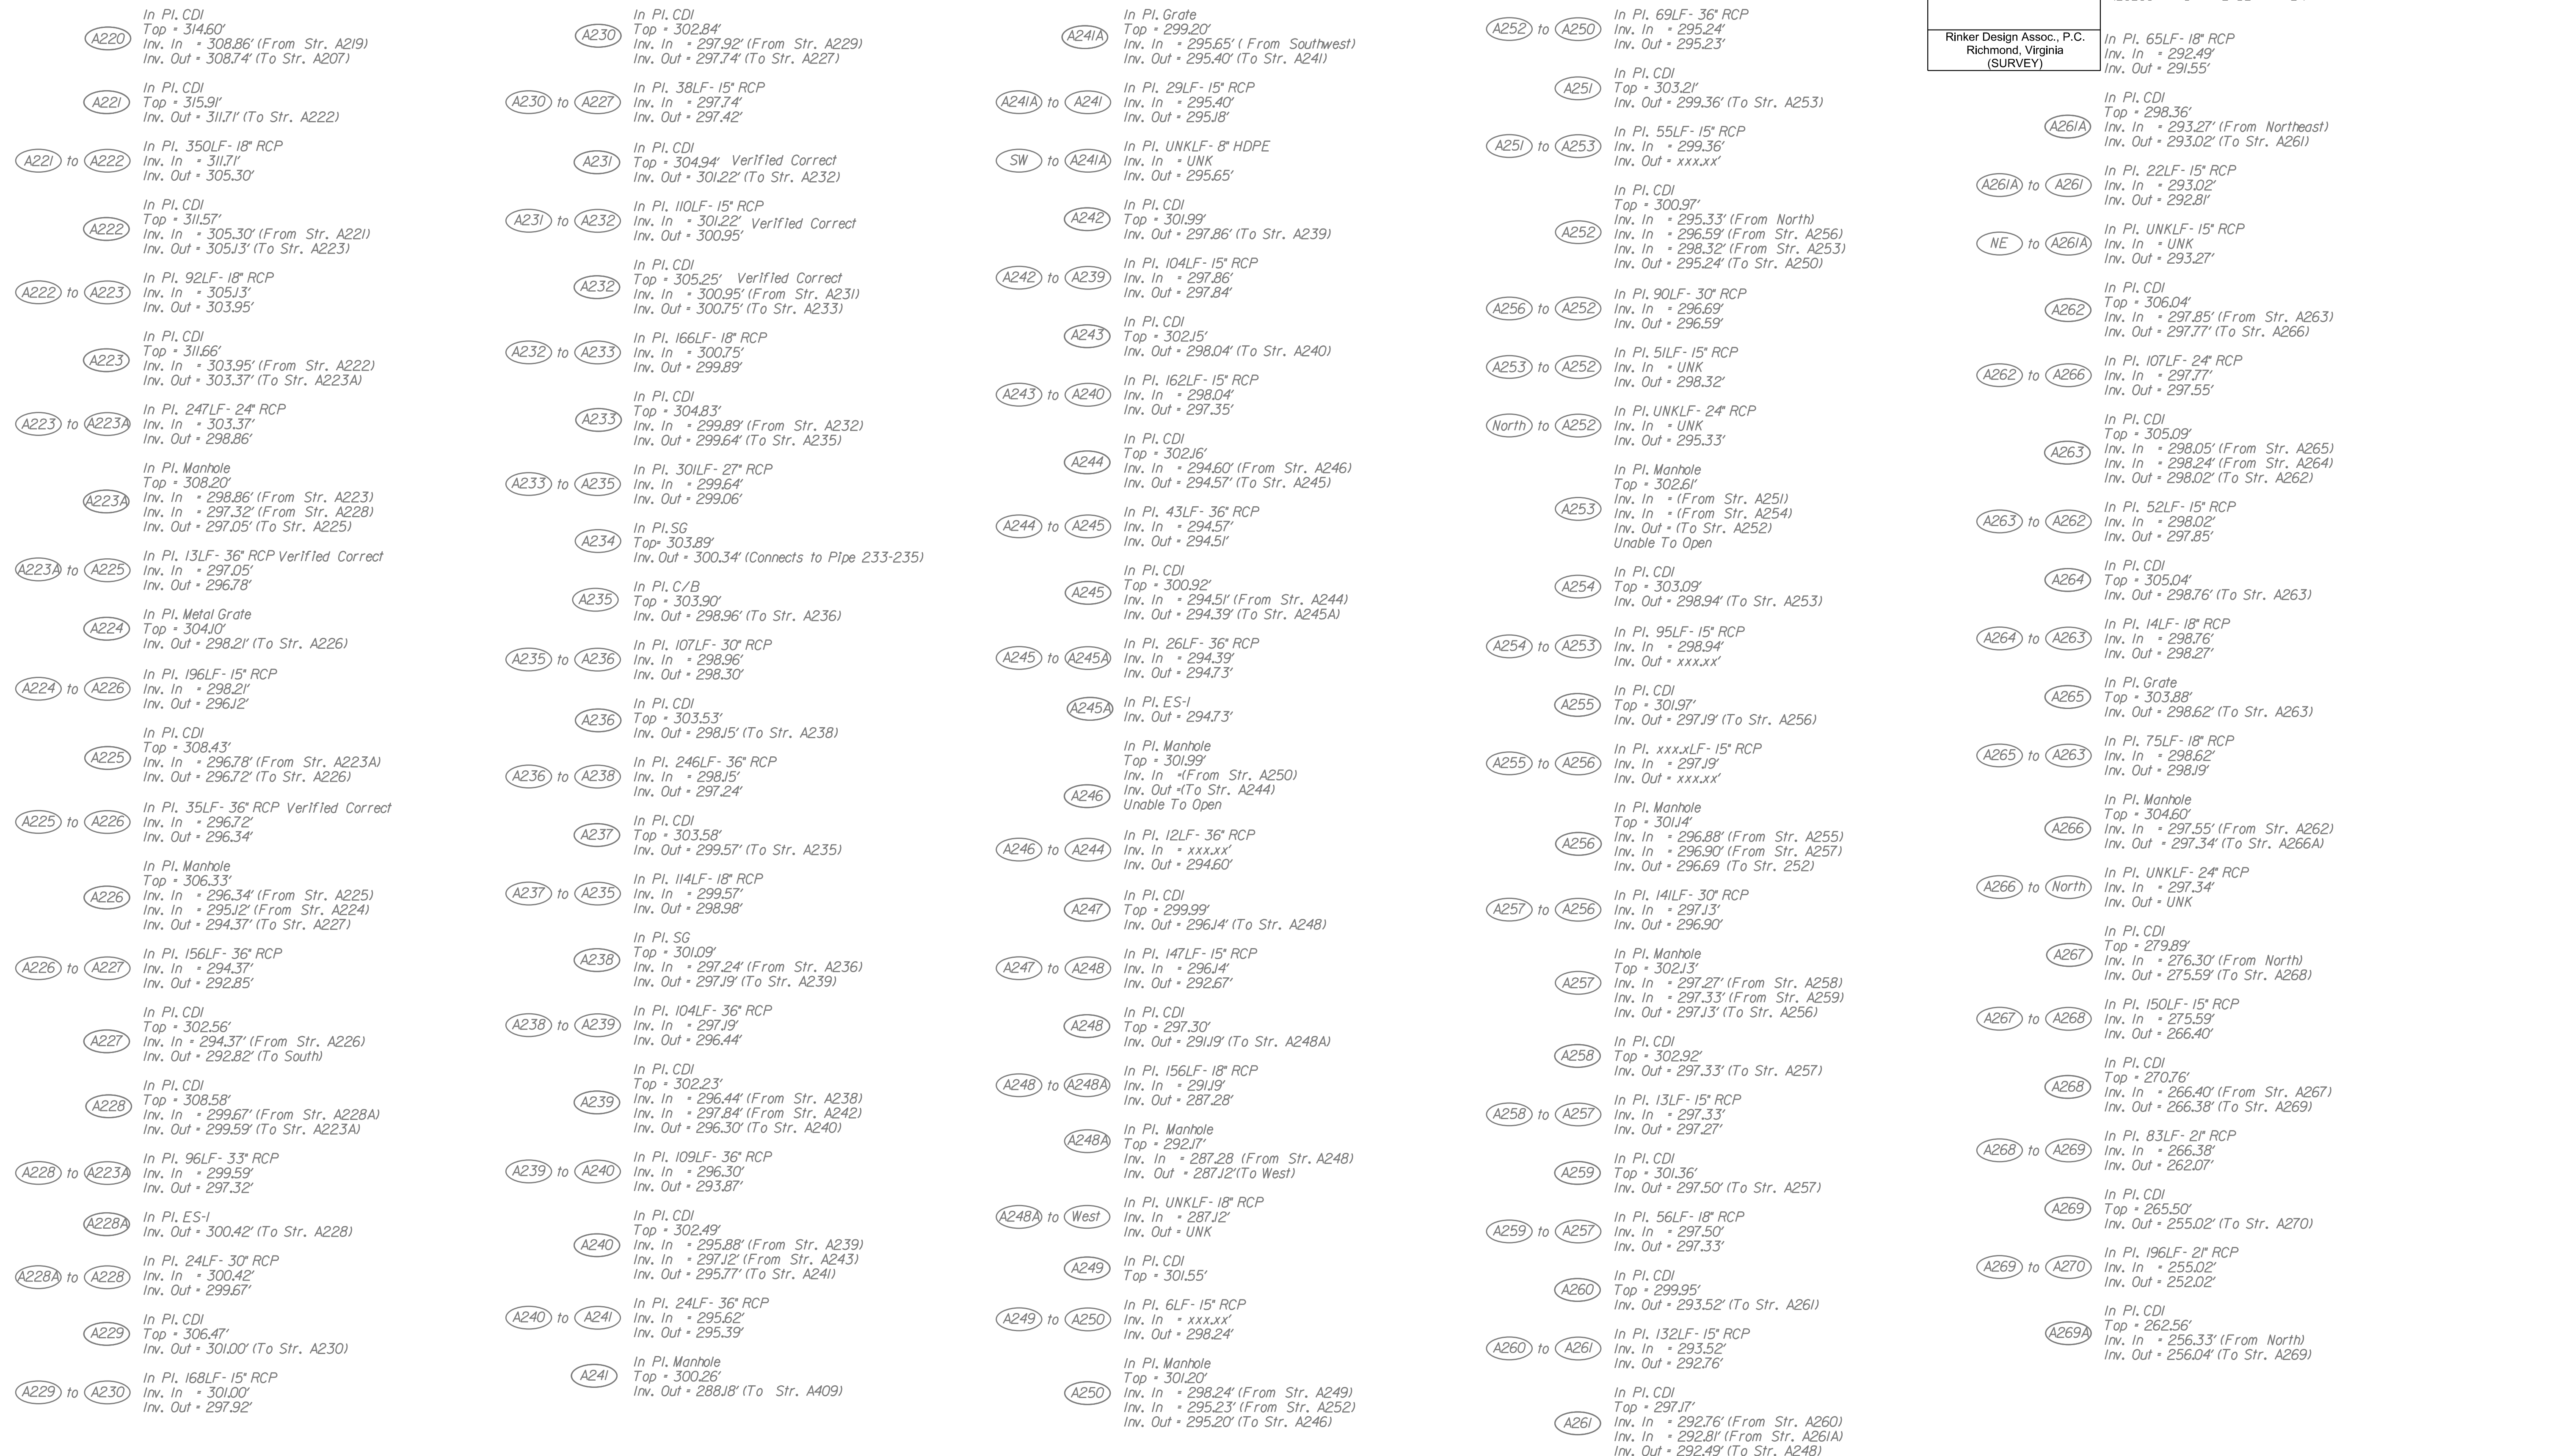 A220
In Pl. CDI
Top = 314.60'
Inv. In = 308.86' (From Str. A219)
Inv. Out = 308.74' (To Str. A207)
A221
In Pl. CDI
Top = 315.91'
Inv. Out = 311.71' (To Str. A222)
A221 to A222
In Pl. 350LF- 18" RCP
Inv. In = 311.71'
Inv. Out = 305.30'
A222
In Pl. CDI
Top = 311.57'
Inv. In = 305.30' (From Str. A221)
Inv. Out = 305.13' (To Str. A223)
A222 to A223
In Pl. 92LF- 18" RCP
Inv. In = 305.13'
Inv. Out = 303.95'
A223
In Pl. CDI
Top = 311.66'
Inv. In = 303.95' (From Str. A222)
Inv. Out = 303.37' (To Str. A223A)
A223 to A223A
In Pl. 247LF- 24" RCP
Inv. In = 303.37'
Inv. Out = 298.86'
A223A
In Pl. Manhole
Top = 308.20'
Inv. In = 298.86' (From Str. A223)
Inv. In = 297.32' (From Str. A228)
Inv. Out = 297.05' (To Str. A225)
A223A to A225
In Pl. 13LF- 36" RCP Verified Correct
Inv. In = 297.05'
Inv. Out = 296.78'
A224
In Pl. Metal Grate
Top = 304.10'
Inv. Out = 298.21' (To Str. A226)
A224 to A226
In Pl. 196LF- 15" RCP
Inv. In = 298.21'
Inv. Out = 296.12'
A225
In Pl. CDI
Top = 308.43'
Inv. In = 296.78' (From Str. A223A)
Inv. Out = 296.72' (To Str. A226)
A225 to A226
In Pl. 35LF- 36" RCP Verified Correct
Inv. In = 296.72'
Inv. Out = 296.34'
A226
In Pl. Manhole
Top = 306.33'
Inv. In = 296.34' (From Str. A225)
Inv. In = 295.12' (From Str. A224)
Inv. Out = 294.37' (To Str. A227)
A226 to A227
In Pl. 156LF- 36" RCP
Inv. In = 294.37'
Inv. Out = 292.85'
A227
In Pl. CDI
Top = 302.56'
Inv. In = 294.37' (From Str. A226)
Inv. Out = 292.82' (To South)
A228
In Pl. CDI
Top = 308.58'
Inv. In = 299.67' (From Str. A228A)
Inv. Out = 299.59' (To Str. A223A)
A228 to A223A
In Pl. 96LF- 33" RCP
Inv. In = 299.59'
Inv. Out = 297.32'
A228A
In Pl. ES-1
Inv. Out = 300.42' (To Str. A228)
A228A to A228
In Pl. 24LF- 30" RCP
Inv. In = 300.42'
Inv. Out = 299.67'
A229
In Pl. CDI
Top = 306.47'
Inv. Out = 301.00' (To Str. A230)
A229 to A230
In Pl. 168LF- 15" RCP
Inv. In = 301.00'
Inv. Out = 297.92'
A230
In Pl. CDI
Top = 302.84'
Inv. In = 297.92' (From Str. A229)
Inv. Out = 297.74' (To Str. A227)
A230 to A227
In Pl. 38LF- 15" RCP
Inv. In = 297.74'
Inv. Out = 297.42'
A231
In Pl. CDI
Top = 304.94' Verified Correct
Inv. Out = 301.22' (To Str. A232)
A231 to A232
In Pl. 110LF- 15" RCP
Inv. In = 301.22' Verified Correct
Inv. Out = 300.95'
A232
In Pl. CDI
Top = 305.25' Verified Correct
Inv. In = 300.95' (From Str. A231)
Inv. Out = 300.75' (To Str. A233)
A232 to A233
In Pl. 166LF- 18" RCP
Inv. In = 300.75'
Inv. Out = 299.89'
A233
In Pl. CDI
Top = 304.83'
Inv. In = 299.89' (From Str. A232)
Inv. Out = 299.64' (To Str. A235)
A233 to A235
In Pl. 301LF- 27" RCP
Inv. In = 299.64'
Inv. Out = 299.06'
A234
In Pl. SG
Top= 303.89'
Inv. Out = 300.34' (Connects to Pipe 233-235)
A235
In Pl. C/B
Top = 303.90'
Inv. Out = 298.96' (To Str. A236)
A235 to A236
In Pl. 107LF- 30" RCP
Inv. In = 298.96'
Inv. Out = 298.30'
A236
In Pl. CDI
Top = 303.53'
Inv. Out = 298.15' (To Str. A238)
A236 to A238
In Pl. 246LF- 36" RCP
Inv. In = 298.15'
Inv. Out = 297.24'
A237
In Pl. CDI
Top = 303.58'
Inv. Out = 299.57' (To Str. A235)
A237 to A235
In Pl. 114LF- 18" RCP
Inv. In = 299.57'
Inv. Out = 298.98'
A238
In Pl. SG
Top = 301.09'
Inv. In = 297.24' (From Str. A236)
Inv. Out = 297.19' (To Str. A239)
A238 to A239
In Pl. 104LF- 36" RCP
Inv. In = 297.19'
Inv. Out = 296.44'
A239
In Pl. CDI
Top = 302.23'
Inv. In = 296.44' (From Str. A238)
Inv. In = 297.84' (From Str. A242)
Inv. Out = 296.30' (To Str. A240)
A239 to A240
In Pl. 109LF- 36" RCP
Inv. In = 296.30'
Inv. Out = 293.87'
A240
In Pl. CDI
Top = 302.49'
Inv. In = 295.88' (From Str. A239)
Inv. In = 297.12' (From Str. A243)
Inv. Out = 295.77' (To Str. A241)
A240 to A241
In Pl. 24LF- 36" RCP
Inv. In = 295.62'
Inv. Out = 295.39'
A241
In Pl. Manhole
Top = 300.26'
Inv. Out = 288.18' (To Str. A409)
A241A
In Pl. Grate
Top = 299.20'
Inv. In = 295.65' ( From Southwest)
Inv. Out = 295.40' (To Str. A241)
A241A to A241
In Pl. 29LF- 15" RCP
Inv. In = 295.40'
Inv. Out = 295.18'
SW to A241A
In Pl. UNKLF- 8" HDPE
Inv. In = UNK
Inv. Out = 295.65'
A242
In Pl. CDI
Top = 301.99'
Inv. Out = 297.86' (To Str. A239)
A242 to A239
In Pl. 104LF- 15" RCP
Inv. In = 297.86'
Inv. Out = 297.84'
A243
In Pl. CDI
Top = 302.15'
Inv. Out = 298.04' (To Str. A240)
A243 to A240
In Pl. 162LF- 15" RCP
Inv. In = 298.04'
Inv. Out = 297.35'
A244
In Pl. CDI
Top = 302.16'
Inv. In = 294.60' (From Str. A246)
Inv. Out = 294.57' (To Str. A245)
A244 to A245
In Pl. 43LF- 36" RCP
Inv. In = 294.57'
Inv. Out = 294.51'
A245
In Pl. CDI
Top = 300.92'
Inv. In = 294.51' (From Str. A244)
Inv. Out = 294.39' (To Str. A245A)
A245 to A245A
In Pl. 26LF- 36" RCP
Inv. In = 294.39'
Inv. Out = 294.73'
A245A
In Pl. ES-1
Inv. Out = 294.73'
A246
In Pl. Manhole
Top = 301.99'
Inv. In =(From Str. A250)
Inv. Out =(To Str. A244)
Unable To Open
A246 to A244
In Pl. 12LF- 36" RCP
Inv. In = xxx.xx'
Inv. Out = 294.60'
A247
In Pl. CDI
Top = 299.99'
Inv. Out = 296.14' (To Str. A248)
A247 to A248
In Pl. 147LF- 15" RCP
Inv. In = 296.14'
Inv. Out = 292.67'
A248
In Pl. CDI
Top = 297.30'
Inv. Out = 291.19' (To Str. A248A)
A248 to A248A
In Pl. 156LF- 18" RCP
Inv. In = 291.19'
Inv. Out = 287.28'
A248A
In Pl. Manhole
Top = 292.17'
Inv. In = 287.28 (From Str. A248)
Inv. Out = 287.12'(To West)
A248A to West
In Pl. UNKLF- 18" RCP
Inv. In = 287.12'
Inv. Out = UNK
A249
In Pl. CDI
Top = 301.55'
A249 to A250
In Pl. 6LF- 15" RCP
Inv. In = xxx.xx'
Inv. Out = 298.24'
A250
In Pl. Manhole
Top = 301.20'
Inv. In = 298.24' (From Str. A249)
Inv. In = 295.23' (From Str. A252)
Inv. Out = 295.20' (To Str. A246)
A252 to A250
In Pl. 69LF- 36" RCP
Inv. In = 295.24'
Inv. Out = 295.23'
A251
In Pl. CDI
Top = 303.21'
Inv. Out = 299.36' (To Str. A253)
A251 to A253
In Pl. 55LF- 15" RCP
Inv. In = 299.36'
Inv. Out = xxx.xx'
A252
In Pl. CDI
Top = 300.97'
Inv. In = 295.33' (From North)
Inv. In = 296.59' (From Str. A256)
Inv. In = 298.32' (From Str. A253)
Inv. Out = 295.24' (To Str. A250)
A256 to A252
In Pl. 90LF- 30" RCP
Inv. In = 296.69'
Inv. Out = 296.59'
A253 to A252
In Pl. 51LF- 15" RCP
Inv. In = UNK
Inv. Out = 298.32'
North to A252
In Pl. UNKLF- 24" RCP
Inv. In = UNK
Inv. Out = 295.33'
A253
In Pl. Manhole
Top = 302.61'
Inv. In = (From Str. A251)
Inv. In = (From Str. A254)
Inv. Out = (To Str. A252)
Unable To Open
A254
In Pl. CDI
Top = 303.09'
Inv. Out = 298.94' (To Str. A253)
A254 to A253
In Pl. 95LF- 15" RCP
Inv. In = 298.94'
Inv. Out = xxx.xx'
A255
In Pl. CDI
Top = 301.97'
Inv. Out = 297.19' (To Str. A256)
A255 to A256
In Pl. xxx.xLF- 15" RCP
Inv. In = 297.19'
Inv. Out = xxx.xx'
A256
In Pl. Manhole
Top = 301.14'
Inv. In = 296.88' (From Str. A255)
Inv. In = 296.90' (From Str. A257)
Inv. Out = 296.69 (To Str. 252)
A257 to A256
In Pl. 141LF- 30" RCP
Inv. In = 297.13'
Inv. Out = 296.90'
A257
In Pl. Manhole
Top = 302.13'
Inv. In = 297.27' (From Str. A258)
Inv. In = 297.33' (From Str. A259)
Inv. Out = 297.13' (To Str. A256)
A258
In Pl. CDI
Top = 302.92'
Inv. Out = 297.33' (To Str. A257)
A258 to A257
In Pl. 13LF- 15" RCP
Inv. In = 297.33'
Inv. Out = 297.27'
A259
In Pl. CDI
Top = 301.36'
Inv. Out = 297.50' (To Str. A257)
A259 to A257
In Pl. 56LF- 18" RCP
Inv. In = 297.50'
Inv. Out = 297.33'
A260
In Pl. CDI
Top = 299.95'
Inv. Out = 293.52' (To Str. A261)
A260 to A261
In Pl. 132LF- 15" RCP
Inv. In = 293.52'
Inv. Out = 292.76'
A261
In Pl. CDI
Top = 297.17'
Inv. In = 292.76' (From Str. A260)
Inv. In = 292.81' (From Str. A261A)
Inv. Out = 292.49' (To Str. A248)
Rinker Design Assoc., P.C.
Richmond, Virginia
(SURVEY)
In Pl. 65LF- 18" RCP
Inv. In = 292.49'
Inv. Out = 291.55'
A261A
In Pl. CDI
Top = 298.36'
Inv. In = 293.27' (From Northeast)
Inv. Out = 293.02' (To Str. A261)
A261A to A261
In Pl. 22LF- 15" RCP
Inv. In = 293.02'
Inv. Out = 292.81'
NE to A261A
In Pl. UNKLF- 15" RCP
Inv. In = UNK
Inv. Out = 293.27'
A262
In Pl. CDI
Top = 306.04'
Inv. In = 297.85' (From Str. A263)
Inv. Out = 297.77' (To Str. A266)
A262 to A266
In Pl. 107LF- 24" RCP
Inv. In = 297.77'
Inv. Out = 297.55'
A263
In Pl. CDI
Top = 305.09'
Inv. In = 298.05' (From Str. A265)
Inv. In = 298.24' (From Str. A264)
Inv. Out = 298.02' (To Str. A262)
A263 to A262
In Pl. 52LF- 15" RCP
Inv. In = 298.02'
Inv. Out = 297.85'
A264
In Pl. CDI
Top = 305.04'
Inv. Out = 298.76' (To Str. A263)
A264 to A263
In Pl. 14LF- 18" RCP
Inv. In = 298.76'
Inv. Out = 298.27'
A265
In Pl. Grate
Top = 303.88'
Inv. Out = 298.62' (To Str. A263)
A265 to A263
In Pl. 75LF- 18" RCP
Inv. In = 298.62'
Inv. Out = 298.19'
A266
In Pl. Manhole
Top = 304.60'
Inv. In = 297.55' (From Str. A262)
Inv. Out = 297.34' (To Str. A266A)
A266 to North
In Pl. UNKLF- 24" RCP
Inv. In = 297.34'
Inv. Out = UNK
A267
In Pl. CDI
Top = 279.89'
Inv. In = 276.30' (From North)
Inv. Out = 275.59' (To Str. A268)
A267 to A268
In Pl. 150LF- 15" RCP
Inv. In = 275.59'
Inv. Out = 266.40'
A268
In Pl. CDI
Top = 270.76'
Inv. In = 266.40' (From Str. A267)
Inv. Out = 266.38' (To Str. A269)
A268 to A269
In Pl. 83LF- 21" RCP
Inv. In = 266.38'
Inv. Out = 262.07'
A269
In Pl. CDI
Top = 265.50'
Inv. Out = 255.02' (To Str. A270)
A269 to A270
In Pl. 196LF- 21" RCP
Inv. In = 255.02'
Inv. Out = 252.02'
A269A
In Pl. CDI
Top = 262.56'
Inv. In = 256.33' (From North)
Inv. Out = 256.04' (To Str. A269)